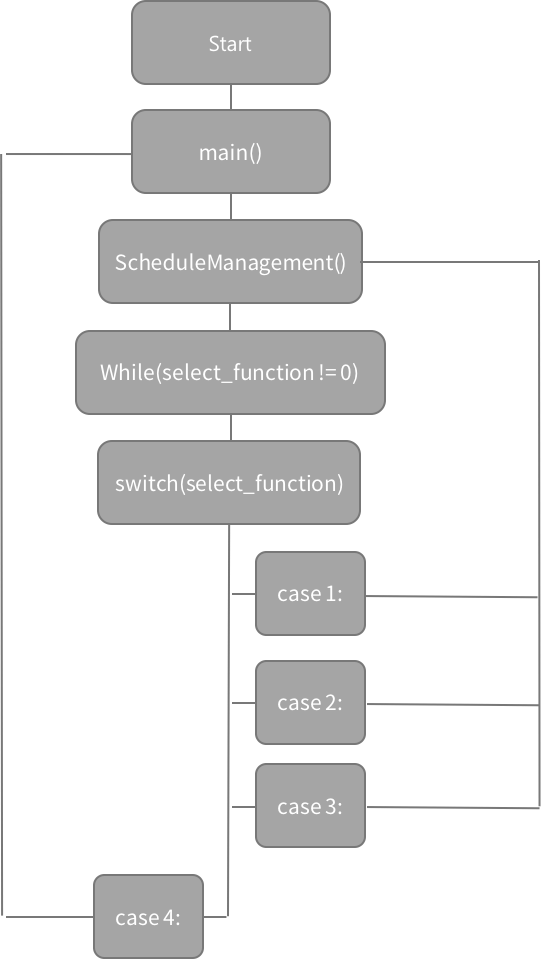 Start
main()
ScheduleManagement()
While(select_function != 0)
switch(select_function)
case 1:
case 2:
case 3:
case 4: